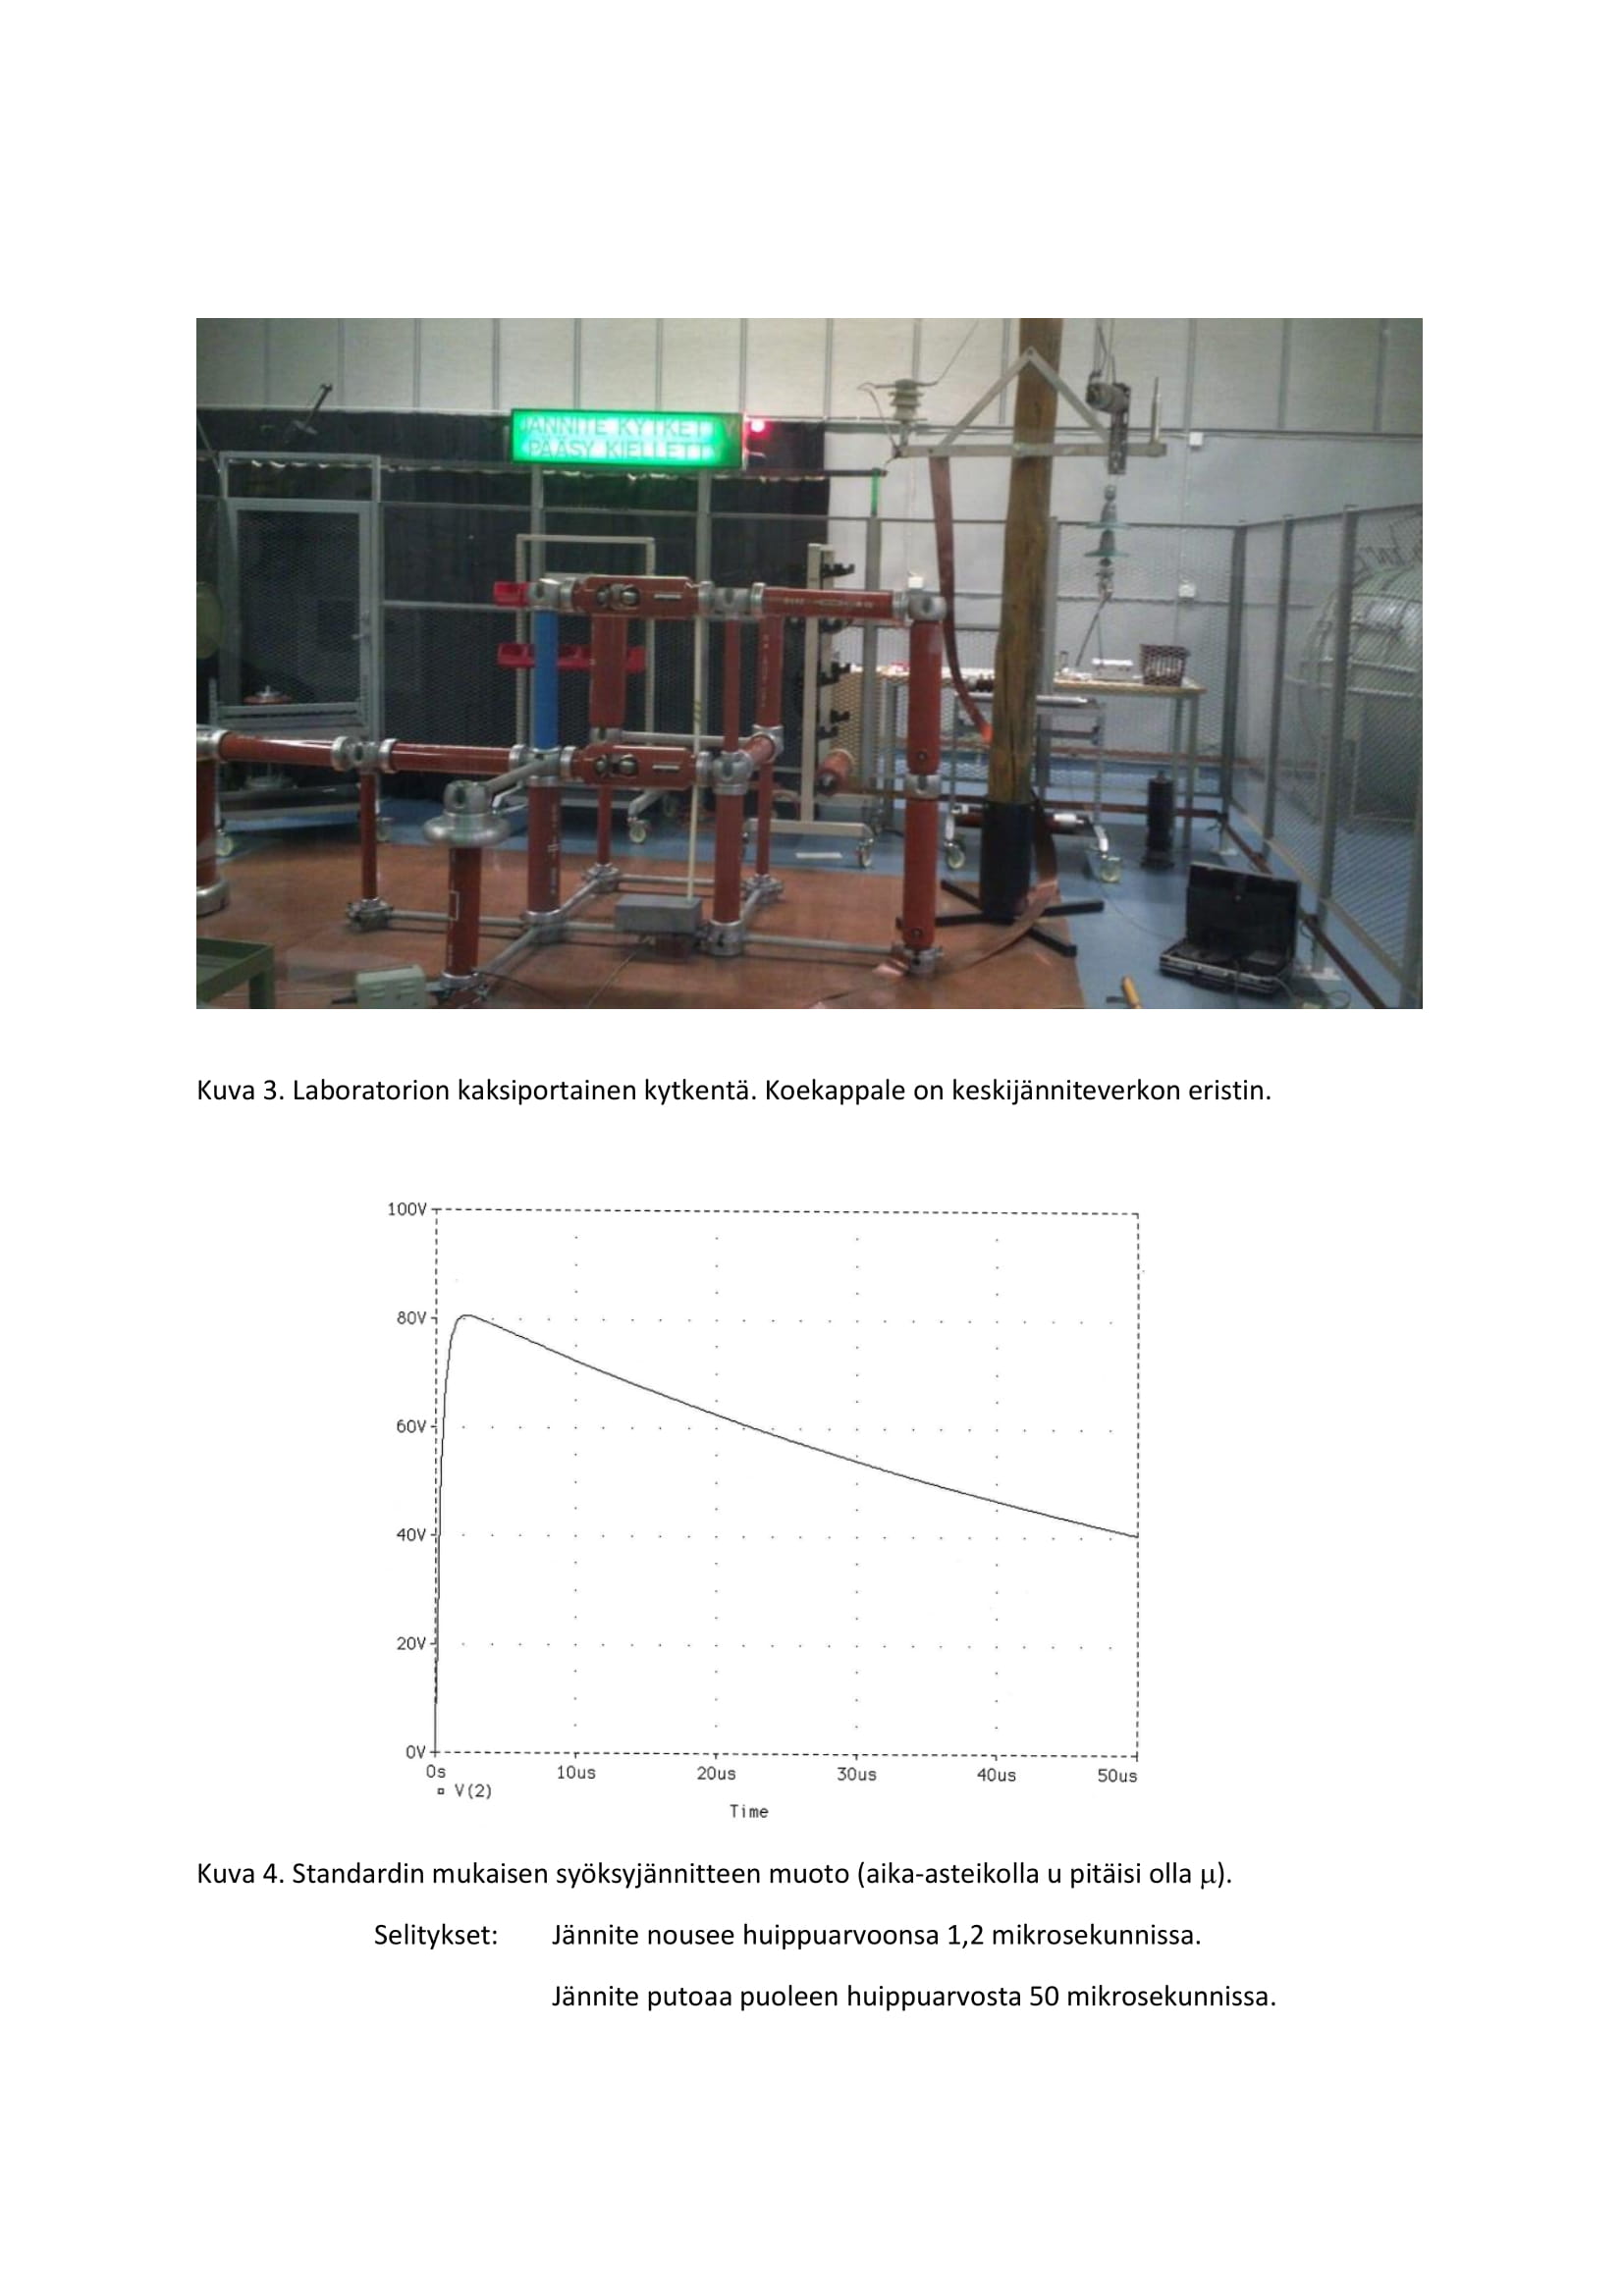 JÄNNITE KYTKETTY
PÄÄSY KIELLETTY
Kuva 3. Laboratorion kaksiportainen kytkentä. Koekappale on keskijänniteverkon eristin.
100V
80V
60V
40V
20V
0V
0s 10us 20us 30us 40us 50us
V(2)
Time
Kuva 4. Standardin mukaisen syöksyjännitteen muoto (aika-asteikolla u pitäisi olla μ).
Selitykset: Jännite nousee huippuarvoonsa 1,2 mikrosekunnissa.
Jännite putoaa puoleen huippuarvosta 50 mikrosekunnissa.